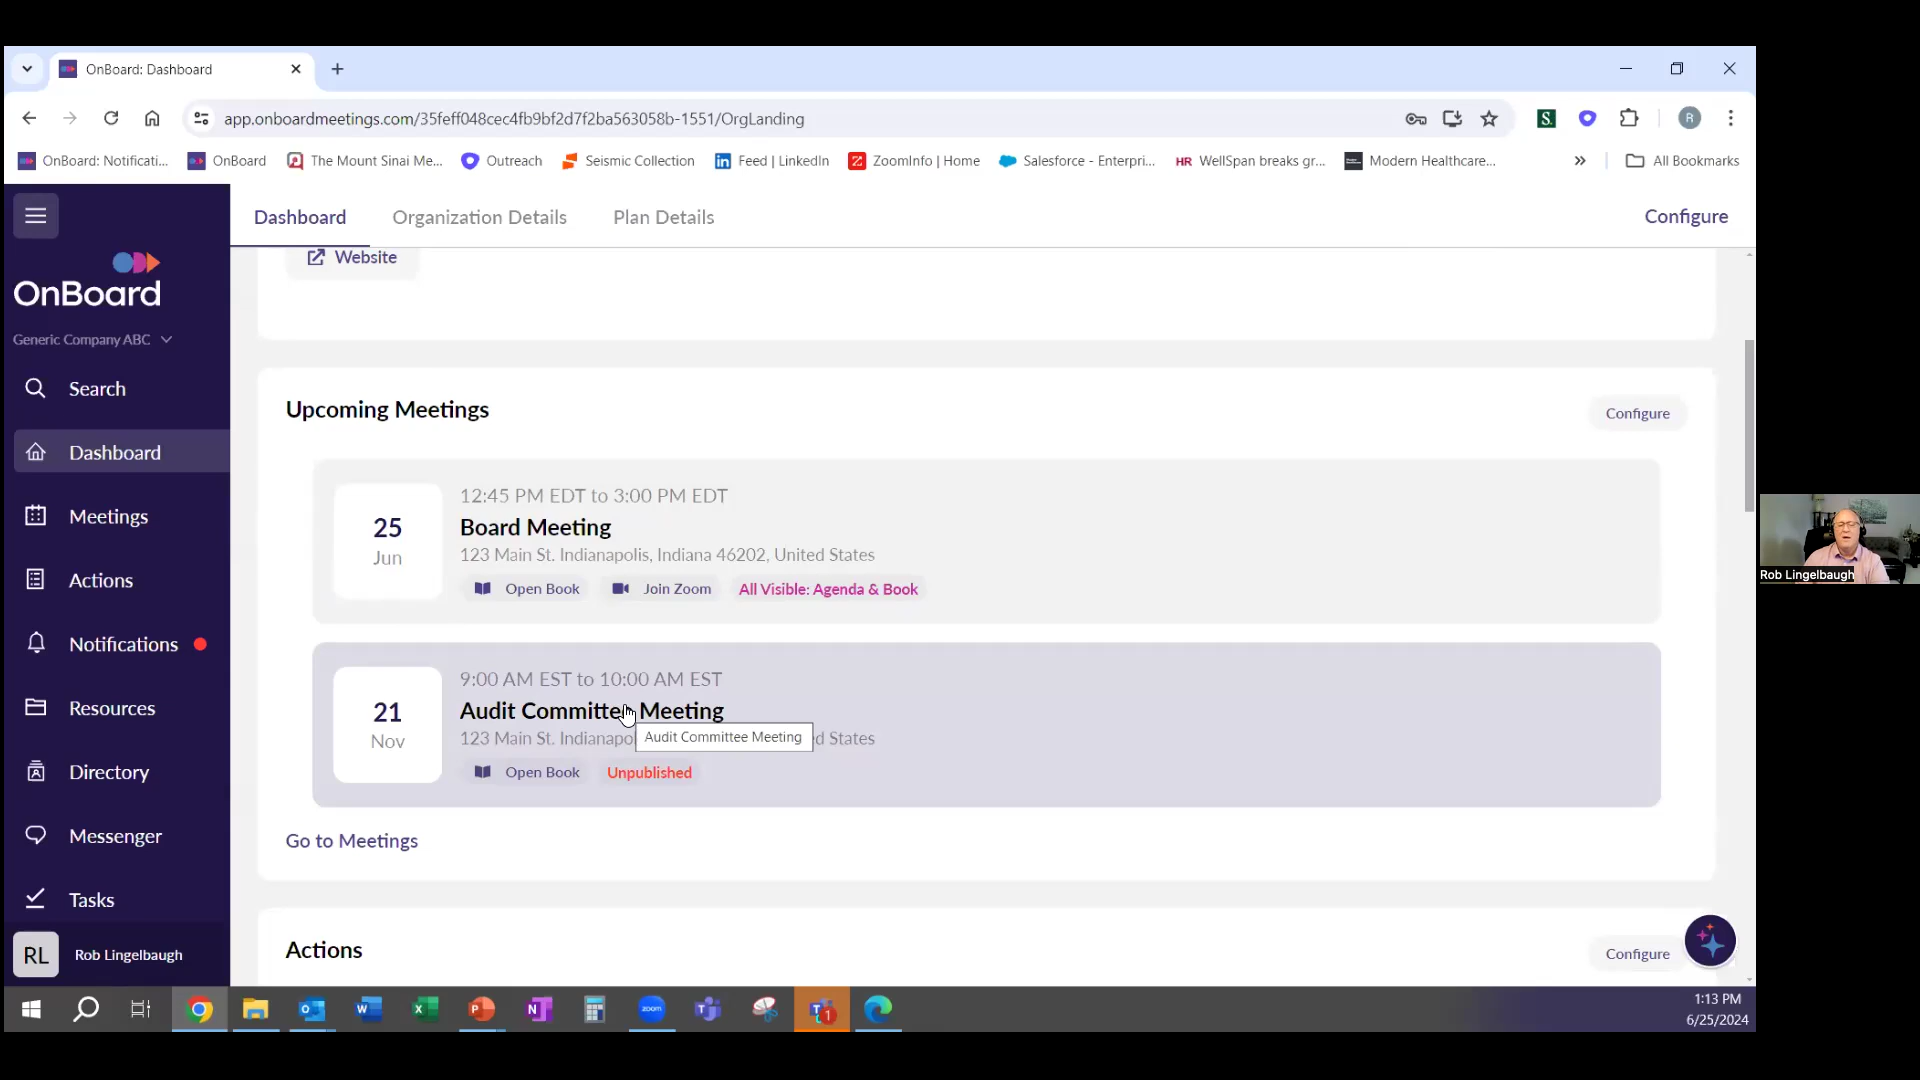 OnBoard: Dashboard
app.onboardmeetings.com/35feff048cec4fb9bf2d7f2ba563058b-1551/OrgLanding
S.
R
OnBoard: Notificati...
OnBoard
The Mount Sinai Me...
Outreach
Seismic Collection
Feed | LinkedIn
ZoomInfo | Home
Salesforce - Enterpri...
HR WellSpan breaks gr...
Modern Healthcare...
All Bookmarks
Dashboard
Organization Details
Plan Details
Configure
OnBoard
Generic Company ABC
Search
Dashboard
Meetings
Actions
Notifications
Resources
Directory
Messenger
Tasks
RL
Rob Lingelbaugh
Website
Upcoming Meetings
Configure
25
Jun
12:45 PM EDT to 3:00 PM EDT
Board Meeting
123 Main St. Indianapolis, Indiana 46202, United States
Open Book
Join Zoom
All Visible: Agenda & Book
21
Nov
9:00 AM EST to 10:00 AM EST
Audit Committee Meeting
123 Main St. Indianapo
d States
Audit Committee Meeting
Open Book
Unpublished
Go to Meetings
Actions
Configure
Rob Lingelbaugh
zoom
1
1:13 PM
6/25/2024